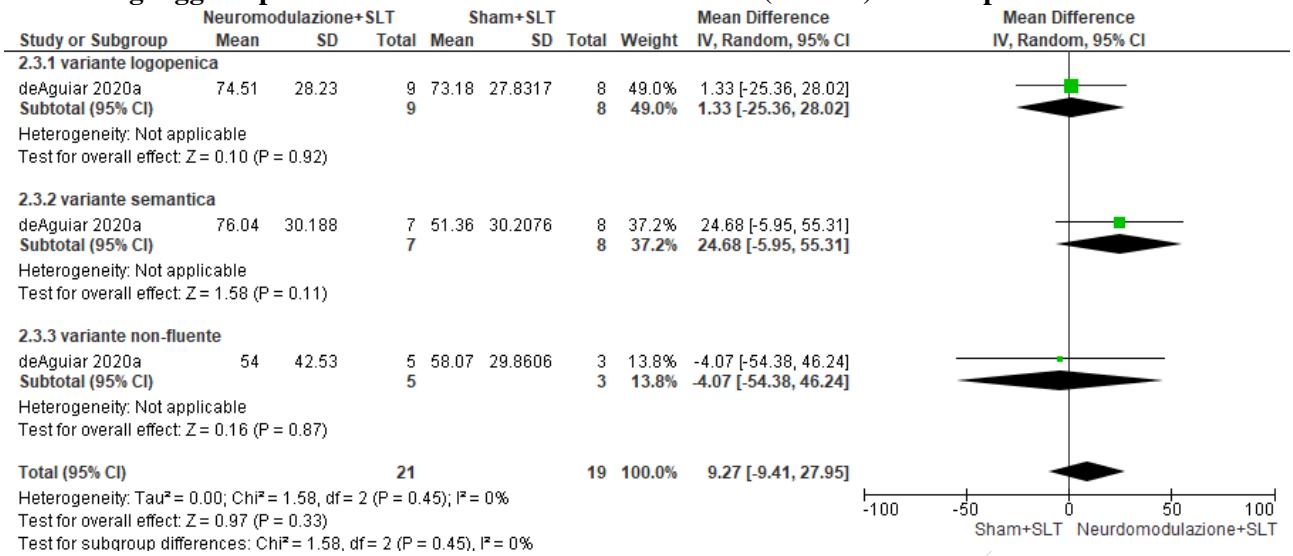 Neuromodulazione+SLT Sham+SLT Mean Difference Mean Difference
Study or Subgroup Mean SD Total Mean SD Total Weight IV, Random, 95% CI IV, Random, 95% CI
2.3.1 variante logopenica
deAguiar 2020a 74.51 28.23 9 73.18 27.8317 8 49.0% 1.33 [-25.36, 28.02]
Subtotal (95% CI) 9 8 49.0% 1.33 [-25.36, 28.02]
Heterogeneity: Not applicable
Test for overall effect: Z = 0.10 (P = 0.92)
2.3.2 variante semantica
deAguiar 2020a 76.04 30.188 7 51.36 30.2076 8 37.2% 24.68 [-5.95, 55.31]
Subtotal (95% CI) 7 8 37.2% 24.68 [-5.95, 55.31]
Heterogeneity: Not applicable
Test for overall effect: Z = 1.58 (P = 0.11)
2.3.3 variante non-fluente
deAguiar 2020a 54 42.53 5 58.07 29.8606 3 13.8% -4.07 [-54.38, 46.24]
Subtotal (95% CI) 5 3 13.8% -4.07 [-54.38, 46.24]
Heterogeneity: Not applicable
Test for overall effect: Z = 0.16 (P = 0.87)
Total (95% CI) 21 19 100.0% 9.27 [-9.41, 27.95]
Heterogeneity: Tau² = 0.00; Chi² = 1.58, df = 2 (P = 0.45); I² = 0%
Test for overall effect: Z = 0.97 (P = 0.33)
Test for subgroup differences: Chi² = 1.58, df = 2 (P = 0.45), I² = 0%
-100 -50 0 50 100
Sham+SLT Neurdomodulazione+SLT